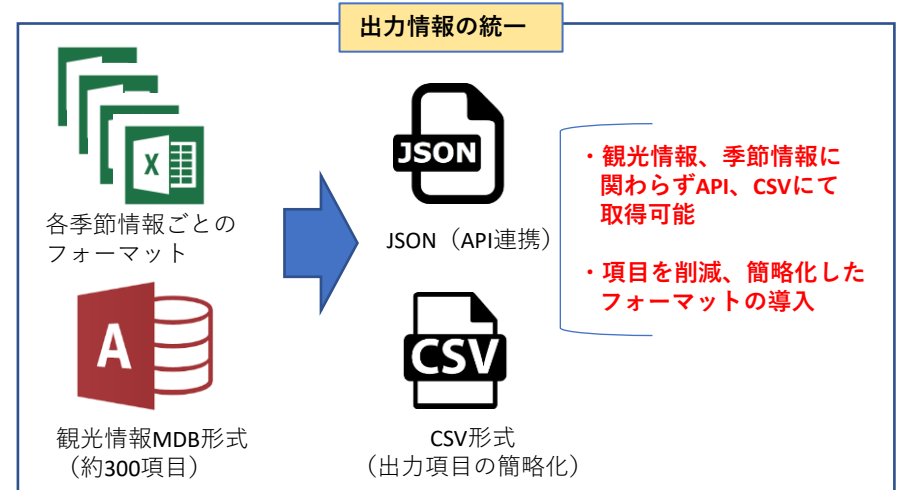 出力情報の統一
X
各季節情報ごとの
フォーマット
A
観光情報MDB形式
（約300項目）
JSON
JSON（API連携）
CSV
CSV形式
（出力項目の簡略化）
・観光情報、季節情報に
関わらずAPI、CSVにて
取得可能
・項目を削減、簡略化した
フォーマットの導入